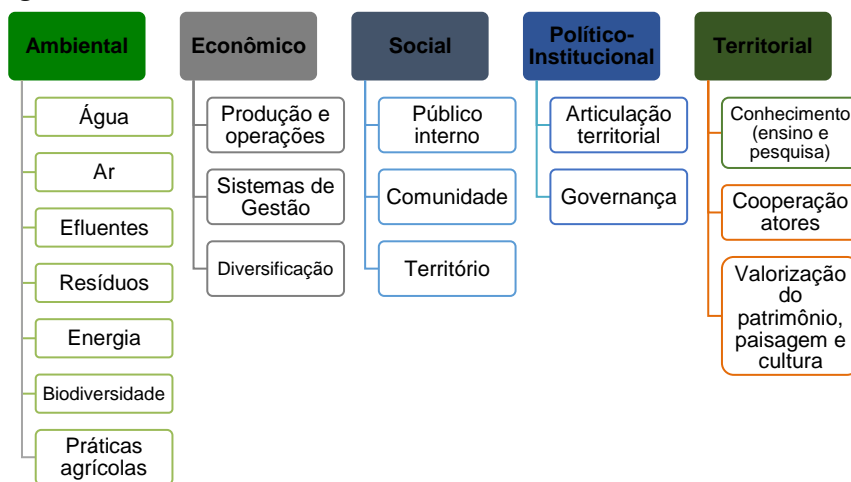 Ambiental
Água
Ar
Efluentes
Resíduos
Energia
Biodiversidade
Práticas
agrícolas
Econômico
Produção e
operações
Sistemas de
Gestão
Diversificação
Social
Público
interno
Comunidade
Território
Político-
Institucional
Articulação
territorial
Governança
Territorial
Conhecimento
(ensino e
pesquisa)
Cooperação
atores
Valorização
do
patrimônio,
paisagem e
cultura